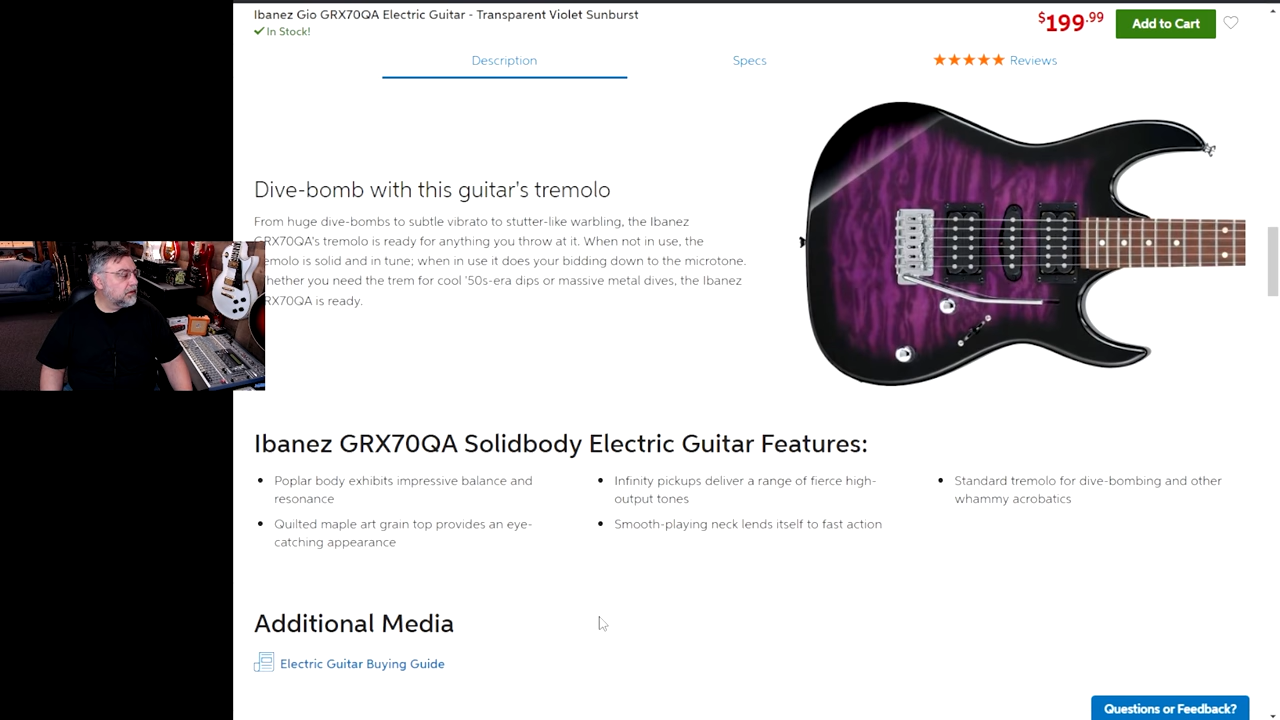 Ibanez Gio GRX70QA Electric Guitar - Transparent Violet Sunburst
In Stock!
$199.99
Add to Cart
Description
Specs
Reviews
Dive-bomb with this guitar's tremolo
From huge dive-bombs to subtle vibrato to stutter-like warbling, the Ibanez
GRX70QA's tremolo is ready for anything you throw at it. When not in use, the
emolo is solid and in tune; when in use it does your bidding down to the microtone.
hether you need the trem for cool '50s-era dips or massive metal dives, the Ibanez
RX70QA is ready.
Ibanez GRX70QA Solidbody Electric Guitar Features:
Poplar body exhibits impressive balance and
resonance
Quilted maple art grain top provides an eye-
catching appearance
Infinity pickups deliver a range of fierce high-
output tones
Smooth-playing neck lends itself to fast action
Standard tremolo for dive-bombing and other
whammy acrobatics
Additional Media
Electric Guitar Buying Guide
Questions or Feedback?